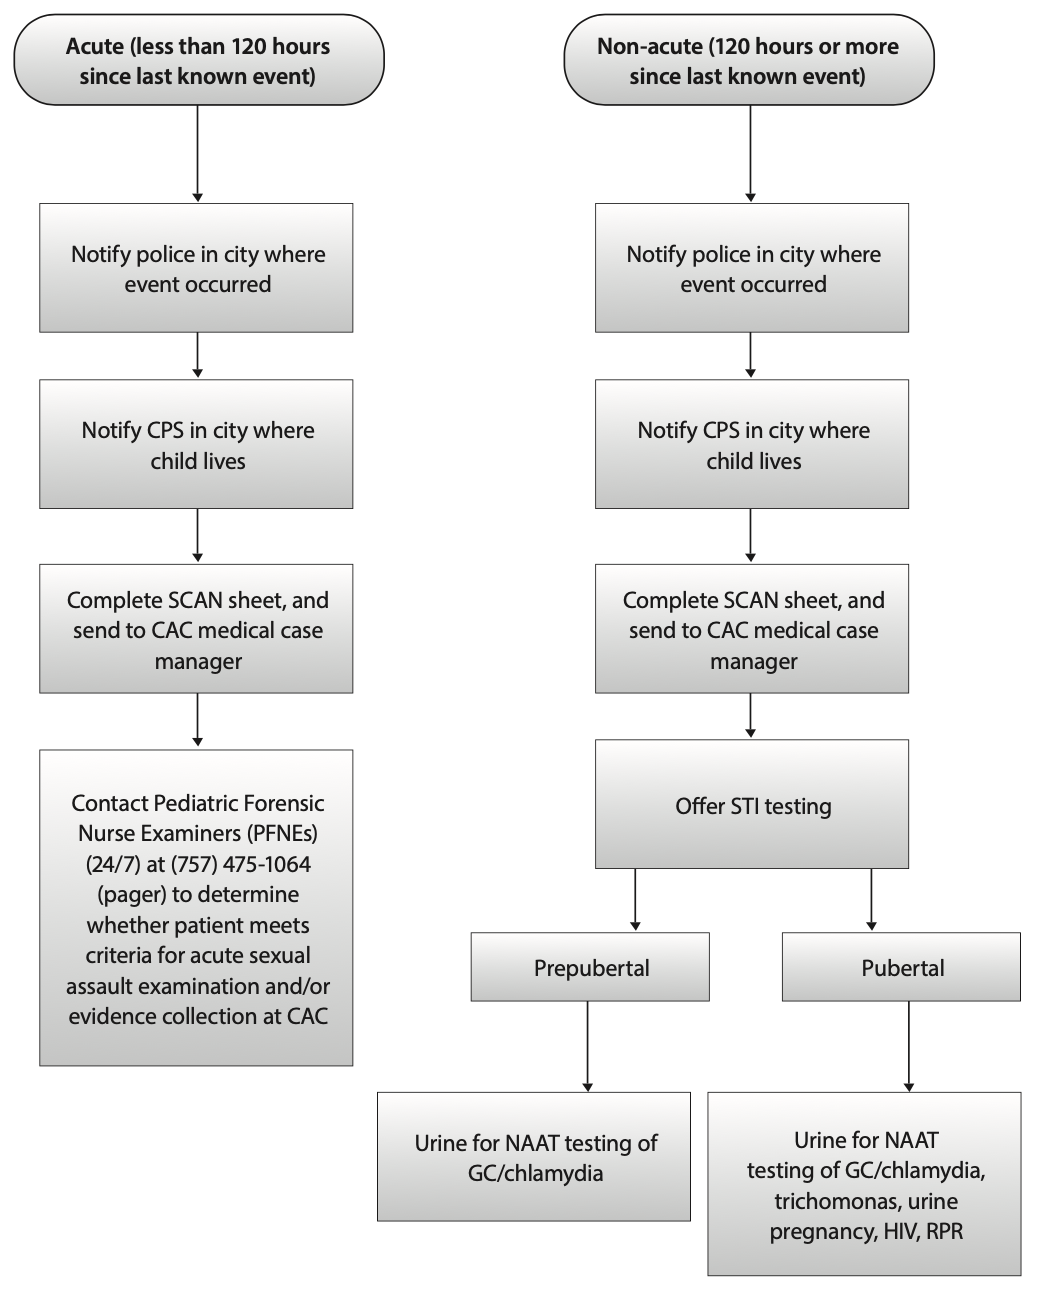 Acute (less than 120 hours
since last known event)
Notify police in city where
event occurred
Notify CPS in city where
child lives
Complete SCAN sheet, and
send to CAC medical case
manager
Contact Pediatric Forensic
Nurse Examiners (PFNEs)
(24/7) at (757) 475-1064
(pager) to determine
whether patient meets
criteria for acute sexual
assault examination and/or
evidence collection at CAC
Non-acute (120 hours or more
since last known event)
Notify police in city where
event occurred
Notify CPS in city where
child lives
Complete SCAN sheet, and
send to CAC medical case
manager
Offer STI testing
Prepubertal
Urine for NAAT testing of
GC/chlamydia
Pubertal
Urine for NAAT
testing of GC/chlamydia,
trichomonas, urine
pregnancy, HIV, RPR